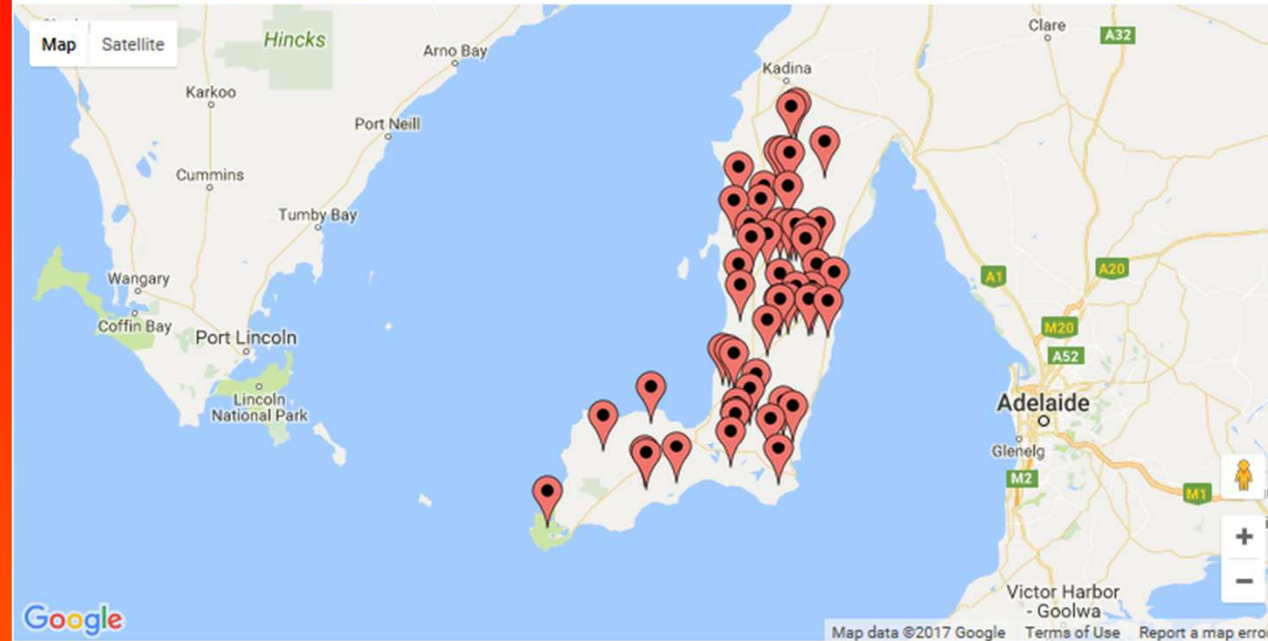 Map Satellite
Hincks
Arno Bay
Clare
A32
Kadina
Karkoo
Port Neill
Cummins
Tumby Bay
Wangary
A1
A20
Coffin Bay
Port Lincoln
M20
A52
Lincoln
National Park
Adelaide
Glenelg
M2
M1
+
−
Victor Harbor
- Goolwa
Google
Map data ©2017 Google Terms of Use Report a map error